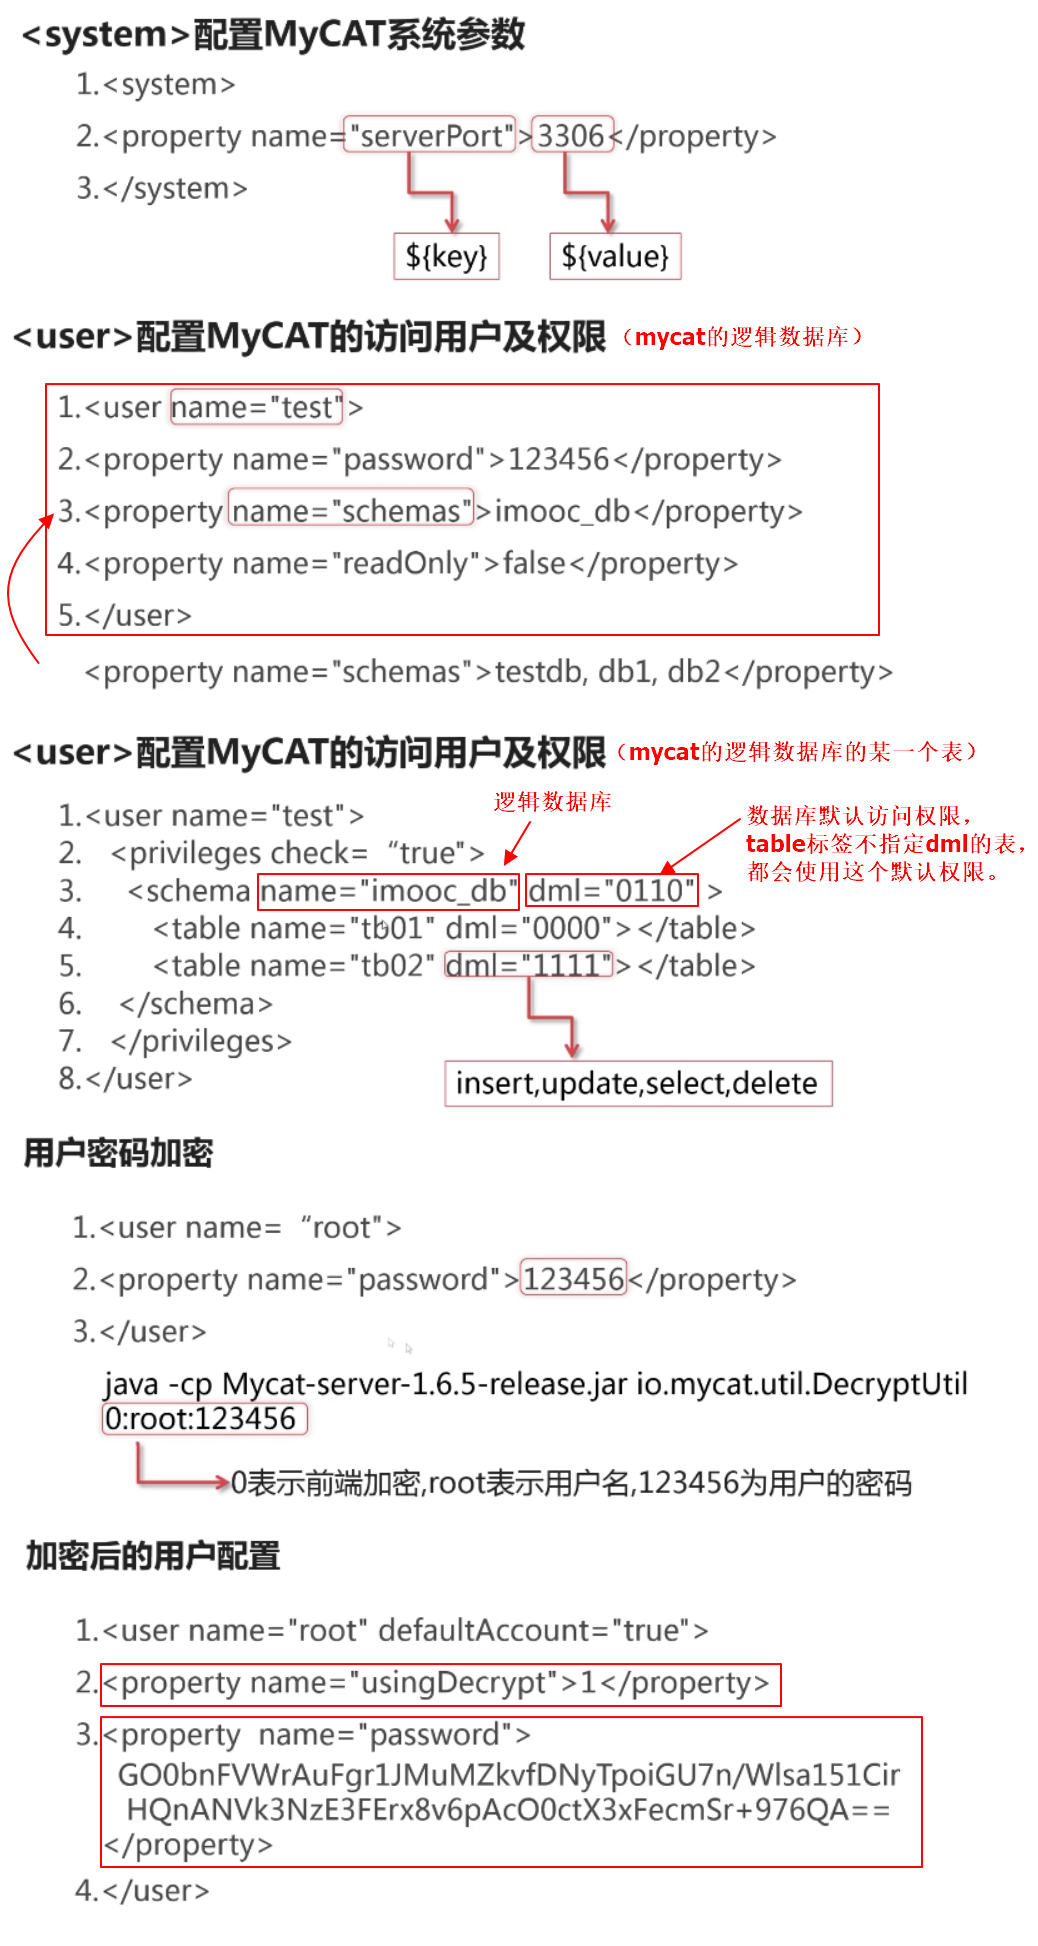 <system>配置MyCAT系统参数
1.<system>
2.<property name="serverPort">3306</property>
3.</system>
${key}
${value}
<user>配置MyCAT的访问用户及权限（mycat的逻辑数据库）
1.<user name="test">
2.<property name="password">123456</property>
3.<property name="schemas">imooc_db</property>
4.<property name="readOnly">false</property>
5.</user>
<property name="schemas">testdb, db1, db2</property>
<user>配置MyCAT的访问用户及权限（mycat的逻辑数据库的某一个表）
逻辑数据库
数据库默认访问权限，
table标签不指定dml的表，
都会使用这个默认权限。
1.<user name="test">
2. <privileges check= “true">
3. <schema name="imooc_db" dml="0110" >
4. <table name="tb01" dml="0000"></table>
5. <table name="tb02" dml="1111"></table>
6. </schema>
7. </privileges>
8.</user>
insert,update,select,delete
用户密码加密
1.<user name= “root">
2.<property name="password">123456</property>
3.</user>
java -cp Mycat-server-1.6.5-release.jar io.mycat.util.DecryptUtil
0:root:123456
0表示前端加密,root表示用户名,123456为用户的密码
加密后的用户配置
1.<user name="root" defaultAccount="true">
2.<property name="usingDecrypt">1</property>
3.<property name="password">
GO0bnFVWrAuFgr1JMuMZkvfDNyTpoiGU7n/Wlsa151Cir
HQnANVk3NzE3FErx8v6pAcO0ctX3xFecmSr+976QA==
</property>
4.</user>